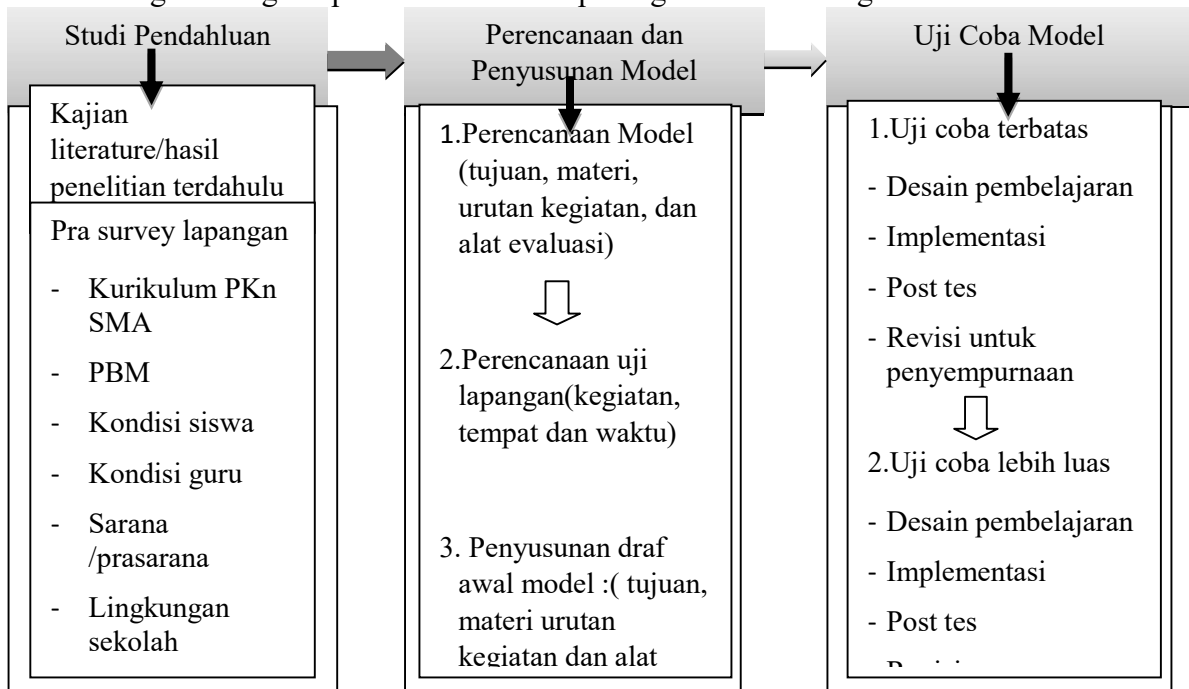 Studi Pendahluan
Kajian
literature/hasil
penelitian terdahulu
Pra survey lapangan
- Kurikulum PKn
SMA
- PBM
- Kondisi siswa
- Kondisi guru
- Sarana
/prasarana
- Lingkungan
sekolah
Perencanaan dan
Penyusunan Model
1.Perencanaan Model
(tujuan, materi,
urutan kegiatan, dan
alat evaluasi)
2.Perencanaan uji
lapangan(kegiatan,
tempat dan waktu)
3. Penyusunan draf
awal model :( tujuan,
materi urutan
kegiatan dan alat
Uji Coba Model
1.Uji coba terbatas
- Desain pembelajaran
- Implementasi
- Post tes
- Revisi untuk
penyempurnaan
2.Uji coba lebih luas
- Desain pembelajaran
- Implementasi
- Post tes